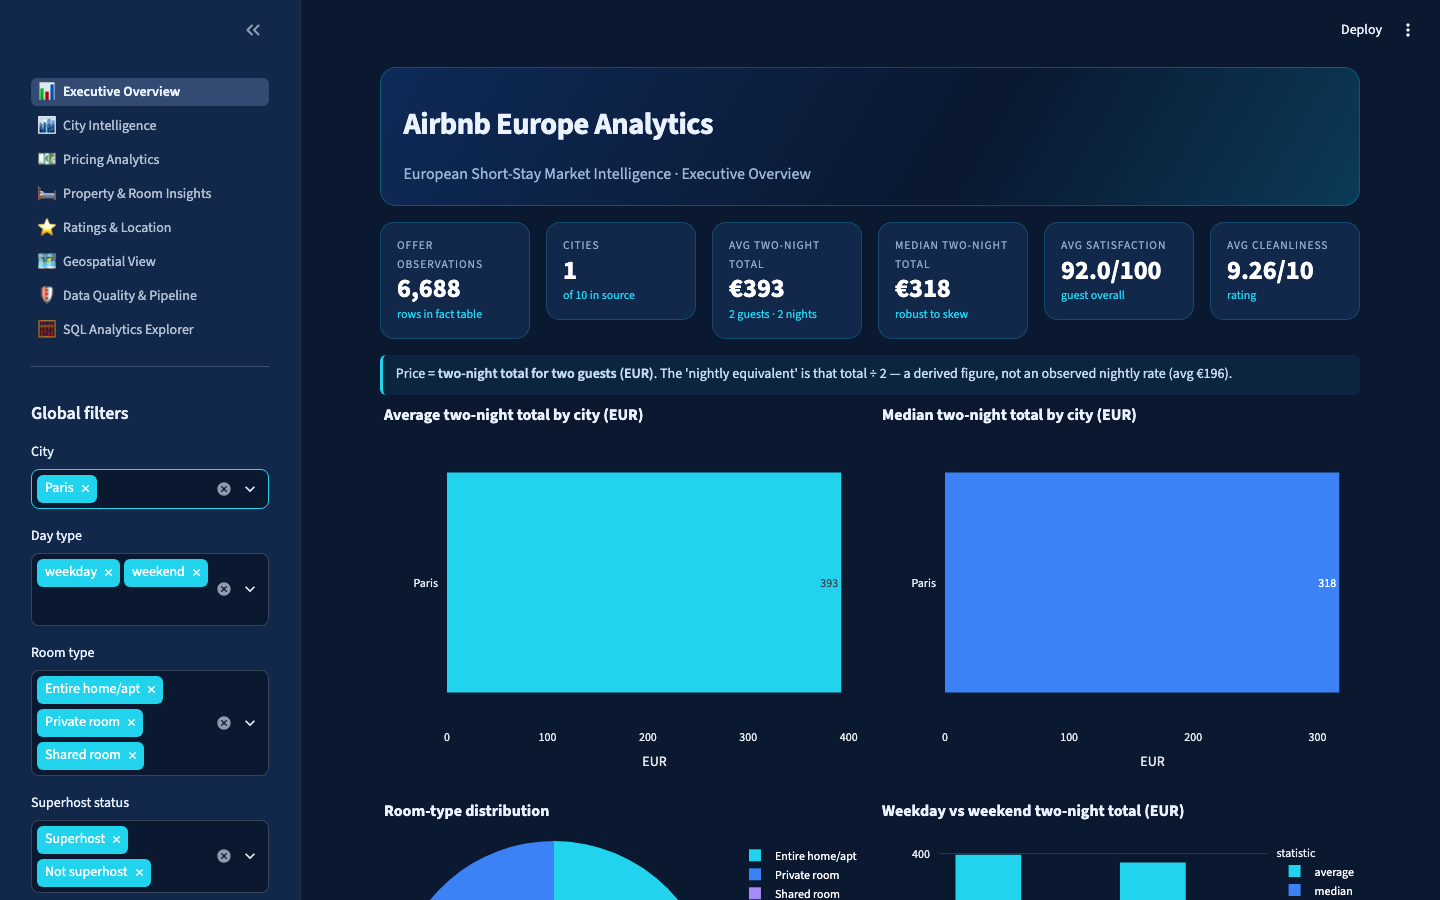 Deploy
Executive Overview
City Intelligence
Pricing Analytics
Property & Room Insights
Ratings & Location
Geospatial View
Data Quality & Pipeline
SQL Analytics Explorer
Global filters
City
Paris
Day type
weekday weekend
Room type
Entire home/apt
Private room
Shared room
Superhost status
Superhost
Not superhost
Airbnb Europe Analytics
European Short-Stay Market Intelligence · Executive Overview
OFFER
OBSERVATIONS
6,688
rows in fact table
CITIES
1
of 10 in source
AVG TWO-NIGHT
TOTAL
€393
2 guests · 2 nights
MEDIAN TWO-NIGHT
TOTAL
€318
robust to skew
AVG SATISFACTION
92.0/100
guest overall
AVG CLEANLINESS
9.26/10
rating
Price = two-night total for two guests (EUR). The 'nightly equivalent' is that total ÷ 2 — a derived figure, not an observed nightly rate (avg €196).
Average two-night total by city (EUR)
Paris
393
0 100 200 300 400
EUR
Median two-night total by city (EUR)
Paris
318
0 100 200 300
EUR
Room-type distribution
Entire home/apt
Private room
Shared room
Weekday vs weekend two-night total (EUR)
400
statistic
average
median